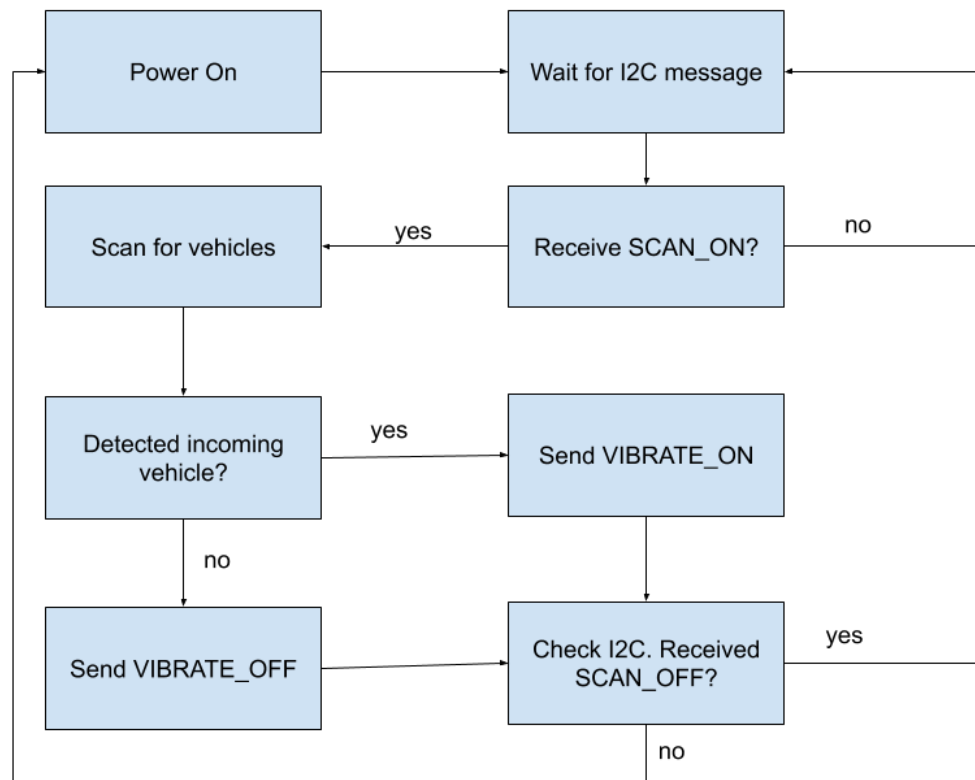 Power On
Wait for I2C message
Scan for vehicles
yes
Receive SCAN_ON?
no
Detected incoming
vehicle?
yes
Send VIBRATE_ON
no
Send VIBRATE_OFF
Check I2C. Received
SCAN_OFF?
yes
no